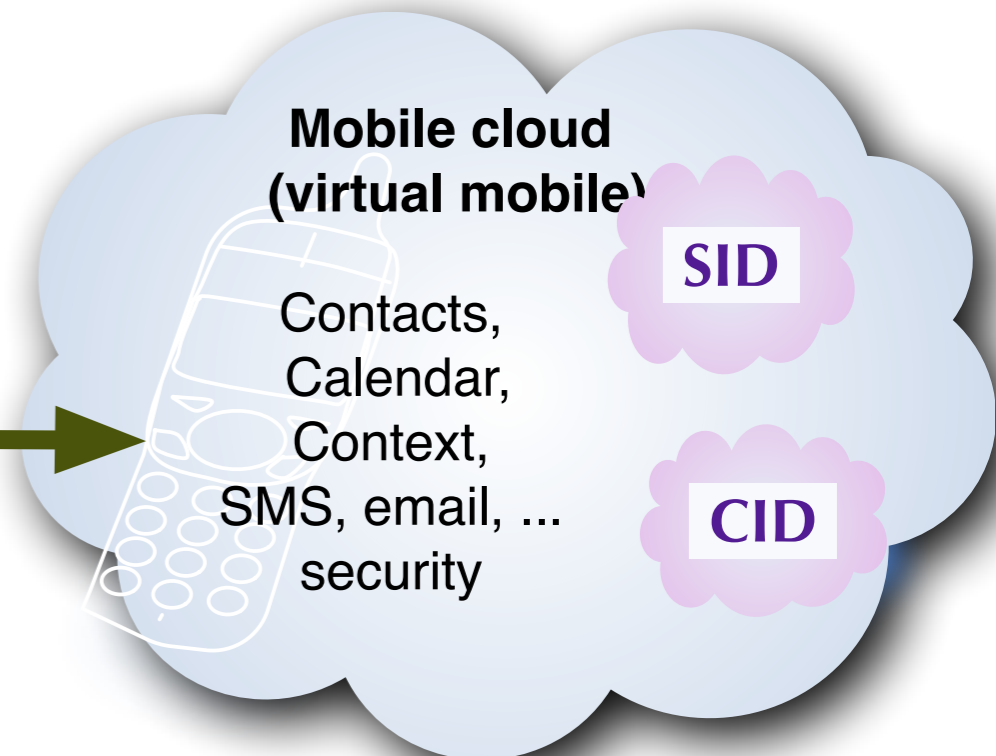 Mobile cloud
(virtual mobile)
SID
Contacts,
Calendar,
Context,
SMS, email, ...
security
CID